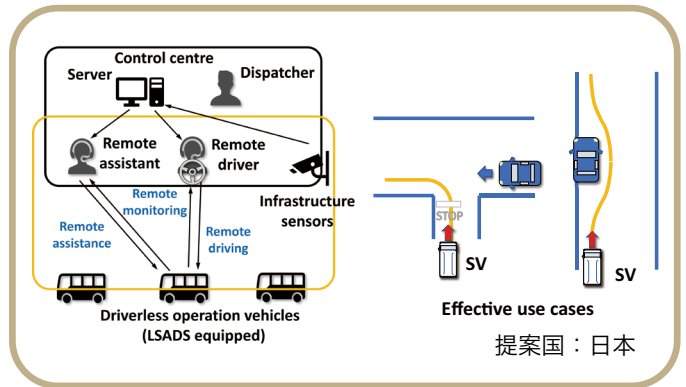 Control centre
Server
Dispatcher
Remote
assistant
Remote
driver
Remote
monitoring
Infrastructure
sensors
Remote
assistance
Remote
driving
Driverless operation vehicles
(LSADS equipped)
STOP
SV
SV
Effective use cases
提案国：日本